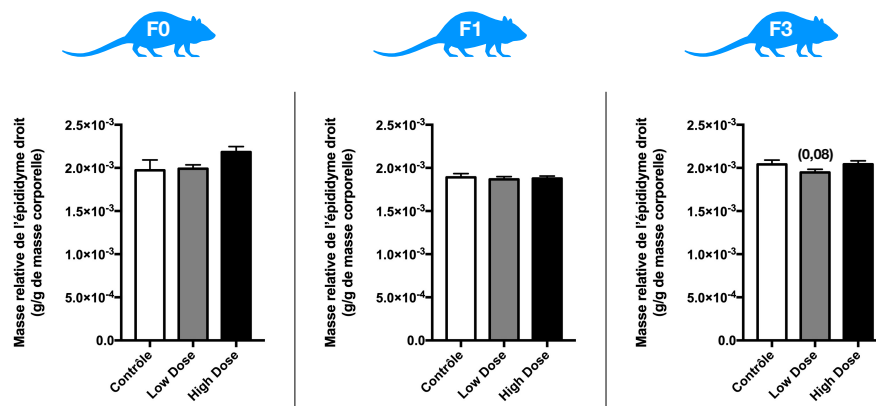 F0
F1
F3
Masse relative de l'épididyme droit
(g/g de masse corporelle)
2.5×10⁻³
2.0×10⁻³
1.5×10⁻³
1.0×10⁻³
5.0×10⁻⁴
0.0
Contrôle
Low Dose
High Dose
Masse relative de l'épididyme droit
(g/g de masse corporelle)
2.5×10⁻³
2.0×10⁻³
1.5×10⁻³
1.0×10⁻³
5.0×10⁻⁴
0.0
Contrôle
Low Dose
High Dose
Masse relative de l'épididyme droit
(g/g de masse corporelle)
2.5×10⁻³
2.0×10⁻³
1.5×10⁻³
1.0×10⁻³
5.0×10⁻⁴
0.0
(0,08)
Contrôle
Low Dose
High Dose